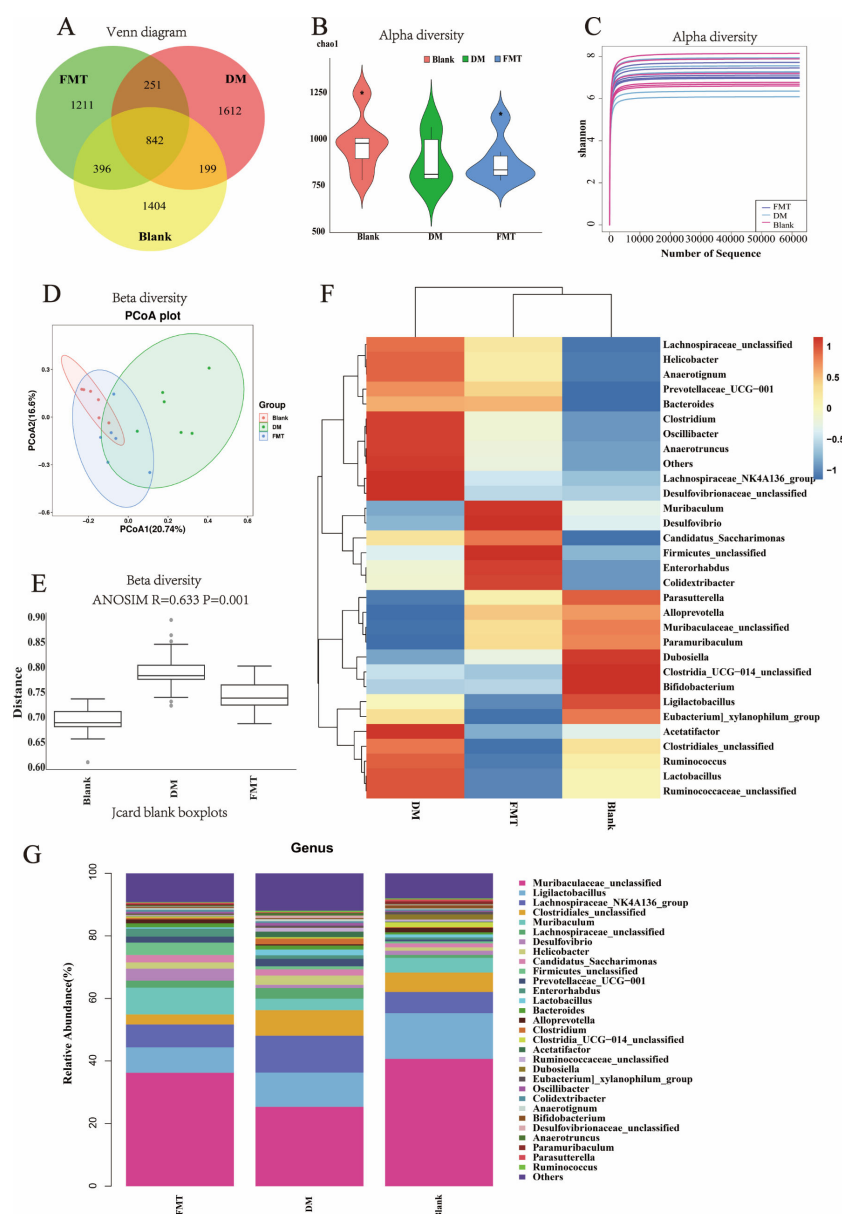 A
Venn diagram
FMT
DM
251
1211
1612
842
396
199
1404
Blank
B
Alpha diversity
chao1
Blank DM FMT
1250
1000
750
500
*
*
Blank
DM
FMT
C
Alpha diversity
shannon
8
6
4
2
0
FMT
DM
Blank
0 10000 20000 30000 40000 50000 60000
Number of Sequence
D
Beta diversity
PCoA plot
PCoA2(16.6%)
0.3
0.0
−0.3
−0.6
−0.2 0.0 0.2 0.4 0.6
PCoA1(20.74%)
Group
Blank
DM
FMT
E
Beta diversity
ANOSIM R=0.633 P=0.001
Distance
0.90
0.85
0.80
0.75
0.70
0.65
0.60
Blank
DM
FMT
Jcard blank boxplots
F
Lachnospiraceae_unclassified
Helicobacter
Anaerotignum
Prevotellaceae_UCG−001
Bacteroides
Clostridium
Oscillibacter
Anaerotruncus
Others
Lachnospiraceae_NK4A136_group
Desulfovibrionaceae_unclassified
Muribaculum
Desulfovibrio
Candidatus_Saccharimonas
Firmicutes_unclassified
Enterorhabdus
Colidextribacter
Parasutterella
Alloprevotella
Muribaculaceae_unclassified
Paramuribaculum
Dubosiella
Clostridia_UCG−014_unclassified
Bifidobacterium
Ligilactobacillus
Eubacterium]_xylanophilum_group
Acetatifactor
Clostridiales_unclassified
Ruminococcus
Lactobacillus
Ruminococcaceae_unclassified
1
0.5
0
−0.5
−1
DM
FMT
Blank
G
Genus
Relative Abundance(%)
100
80
60
40
20
0
FMT
DM
Blank
Muribaculaceae_unclassified
Ligilactobacillus
Lachnospiraceae_NK4A136_group
Clostridiales_unclassified
Muribaculum
Lachnospiraceae_unclassified
Desulfovibrio
Helicobacter
Candidatus_Saccharimonas
Firmicutes_unclassified
Prevotellaceae_UCG−001
Enterorhabdus
Lactobacillus
Bacteroides
Alloprevotella
Clostridium
Clostridia_UCG−014_unclassified
Acetatifactor
Ruminococcaceae_unclassified
Dubosiella
Eubacterium]_xylanophilum_group
Oscillibacter
Colidextribacter
Anaerotignum
Bifidobacterium
Desulfovibrionaceae_unclassified
Anaerotruncus
Paramuribaculum
Parasutterella
Ruminococcus
Others